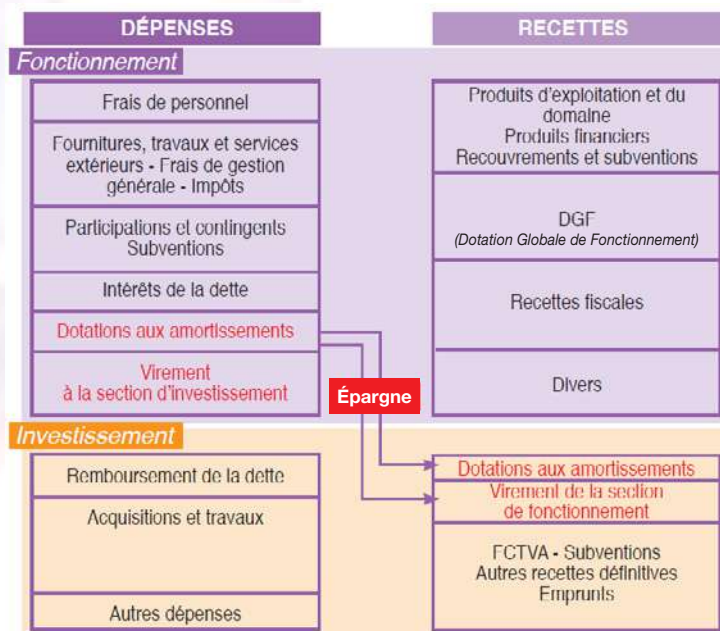 DÉPENSES
RECETTES
Fonctionnement
Frais de personnel
Fournitures, travaux et services
extérieurs - Frais de gestion
générale - Impôts
Participations et contingents
Subventions
Intérêts de la dette
Dotations aux amortissements
Virement
à la section d'investissement
Produits d'exploitation et du
domaine
Produits financiers
Recouvrements et subventions
DGF
(Dotation Globale de Fonctionnement)
Recettes fiscales
Divers
Épargne
Investissement
Remboursement de la dette
Acquisitions et travaux
Autres dépenses
Dotations aux amortissements
Virement de la section
de fonctionnement
FCTVA - Subventions
Autres recettes définitives
Emprunts